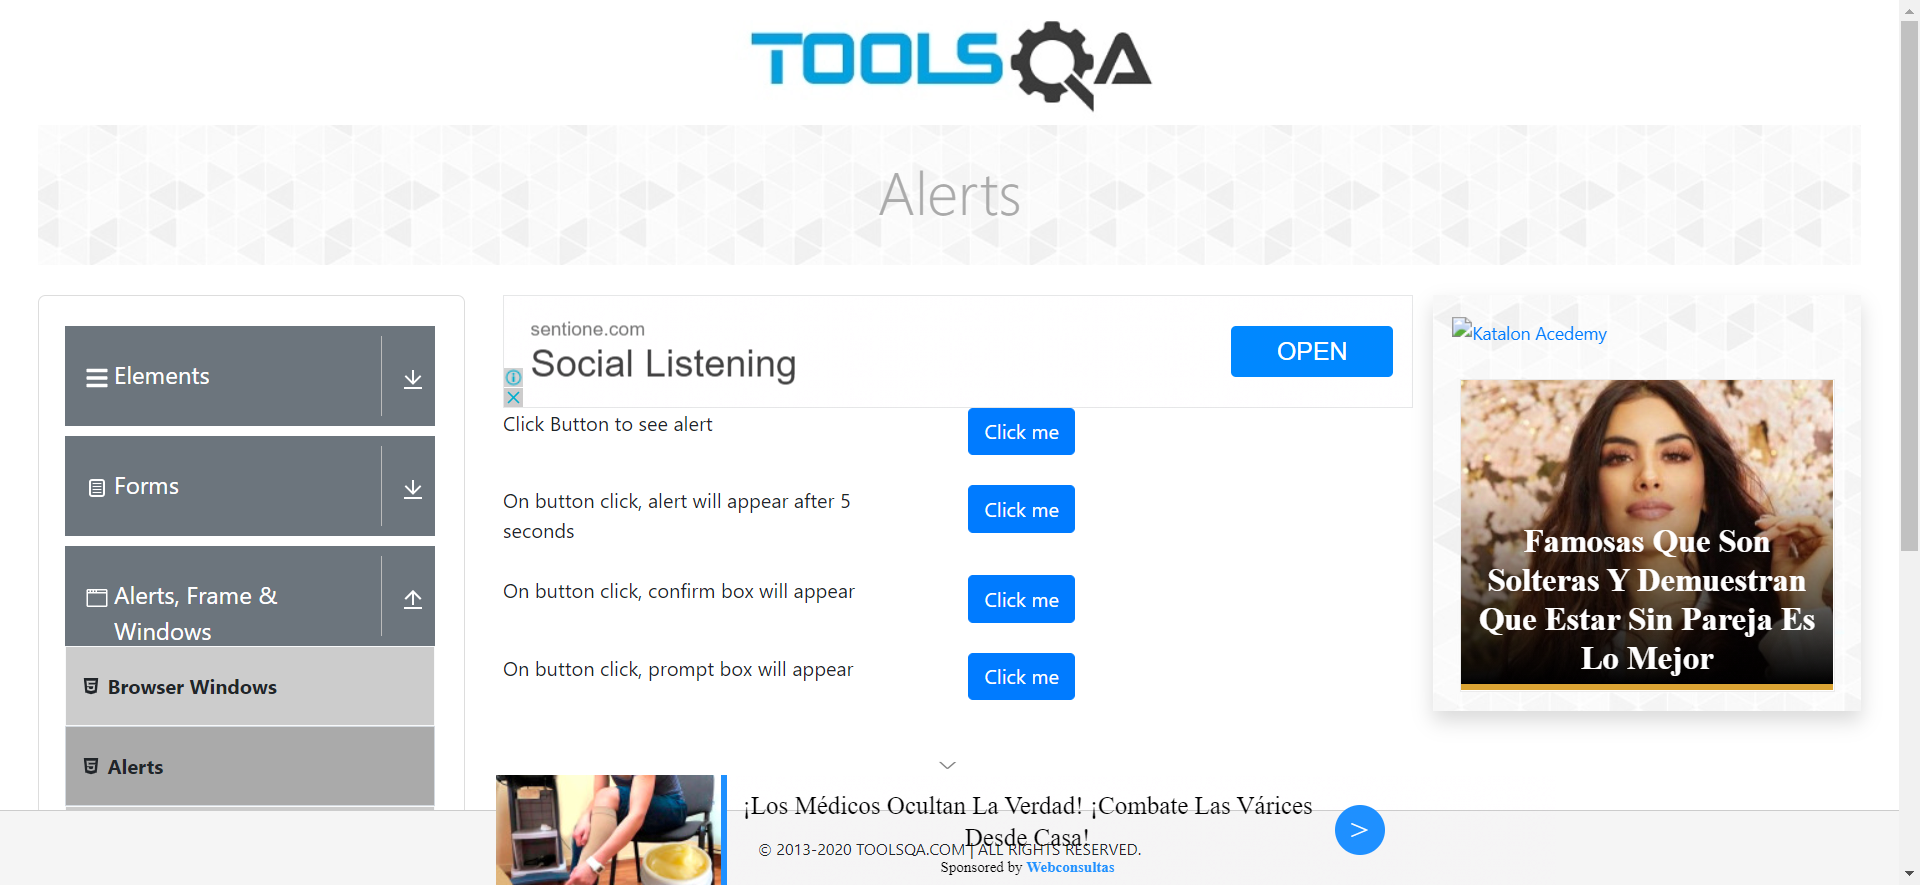 TOOLSQA
Alerts
Elements
Forms
Alerts, Frame &
Windows
Browser Windows
Alerts
sentione.com
Social Listening
OPEN
Click Button to see alert
Click me
On button click, alert will appear after 5
seconds
Click me
On button click, confirm box will appear
Click me
On button click, prompt box will appear
Click me
Katalon Acedemy
Famosas Que Son
Solteras Y Demuestran
Que Estar Sin Pareja Es
Lo Mejor
¡Los Médicos Ocultan La Verdad! ¡Combate Las Várices
Desde Casa!
© 2013-2020 TOOLSQA.COM | ALL RIGHTS RESERVED.
Sponsored by Webconsultas